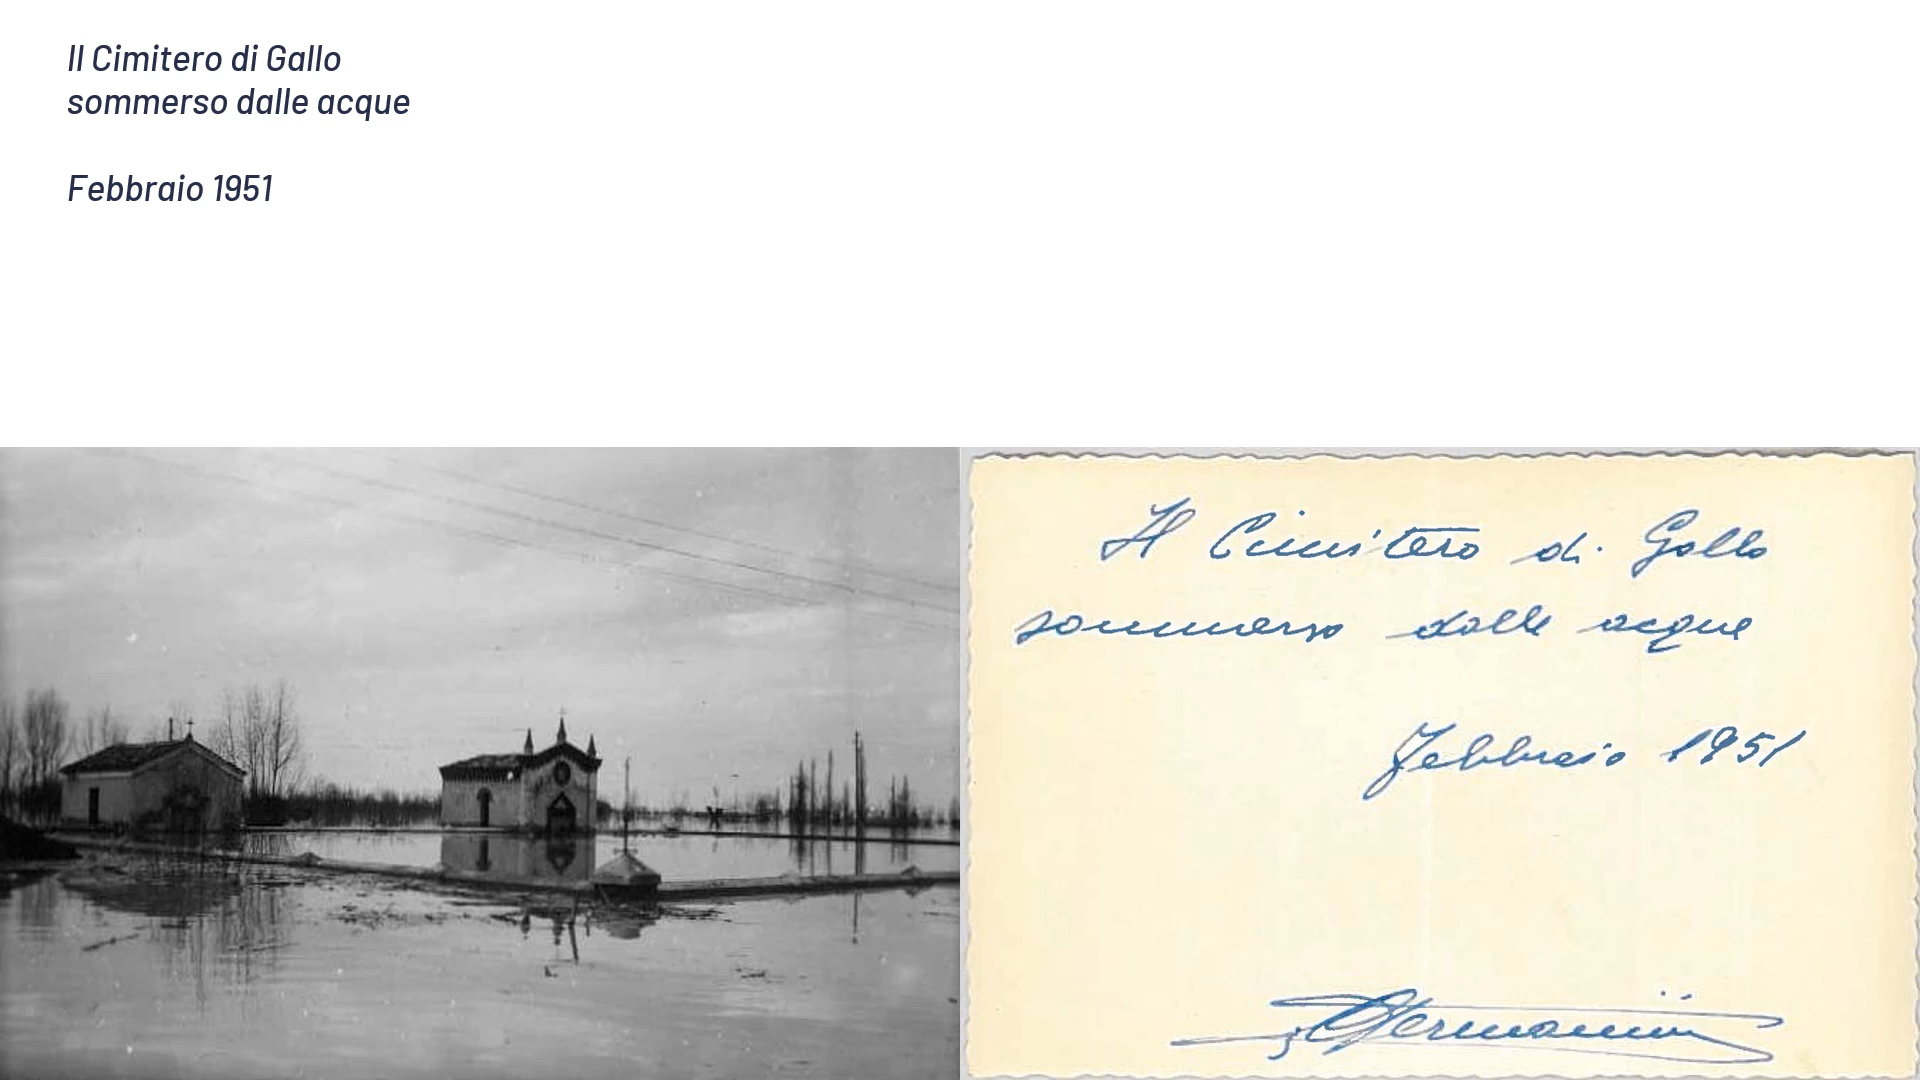 Il Cimitero di Gallo
sommerso dalle acque
Febbraio 1951
Il Cimitero di Gallo
sommerso dalle acque
Febbraio 1951